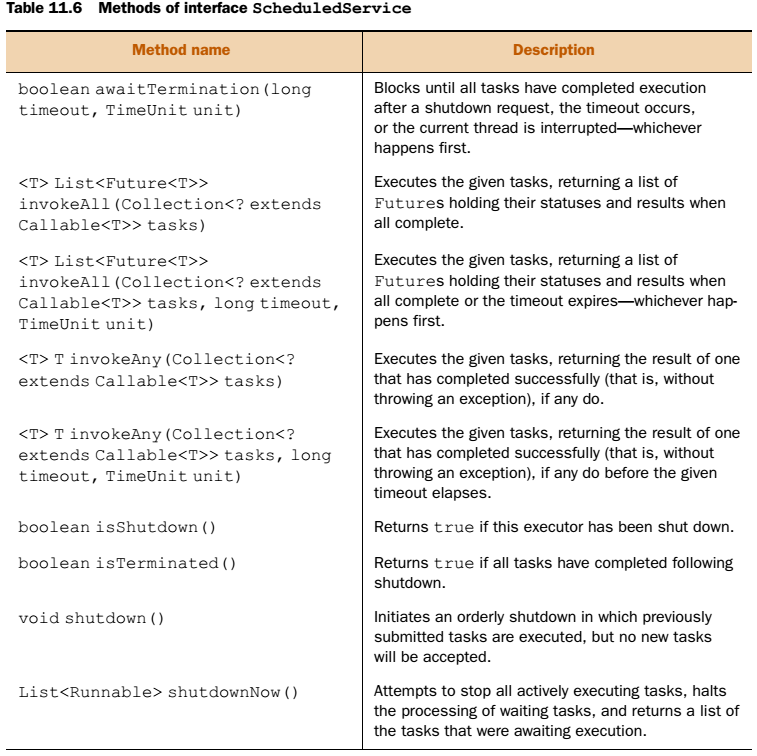 Table 11.6 Methods of interface ScheduledService
Method name
Description
boolean awaitTermination(long
timeout, TimeUnit unit)
Blocks until all tasks have completed execution
after a shutdown request, the timeout occurs,
or the current thread is interrupted—whichever
happens first.
<T> List<Future<T>>
invokeAll(Collection<? extends
Callable<T>> tasks)
Executes the given tasks, returning a list of
Futures holding their statuses and results when
all complete.
<T> List<Future<T>>
invokeAll(Collection<? extends
Callable<T>> tasks, long timeout,
TimeUnit unit)
Executes the given tasks, returning a list of
Futures holding their statuses and results when
all complete or the timeout expires—whichever hap-
pens first.
<T> T invokeAny(Collection<?
extends Callable<T>> tasks)
Executes the given tasks, returning the result of one
that has completed successfully (that is, without
throwing an exception), if any do.
<T> T invokeAny(Collection<?
extends Callable<T>> tasks, long
timeout, TimeUnit unit)
Executes the given tasks, returning the result of one
that has completed successfully (that is, without
throwing an exception), if any do before the given
timeout elapses.
boolean isShutdown()
Returns true if this executor has been shut down.
boolean isTerminated()
Returns true if all tasks have completed following
shutdown.
void shutdown()
Initiates an orderly shutdown in which previously
submitted tasks are executed, but no new tasks
will be accepted.
List<Runnable> shutdownNow()
Attempts to stop all actively executing tasks, halts
the processing of waiting tasks, and returns a list of
the tasks that were awaiting execution.